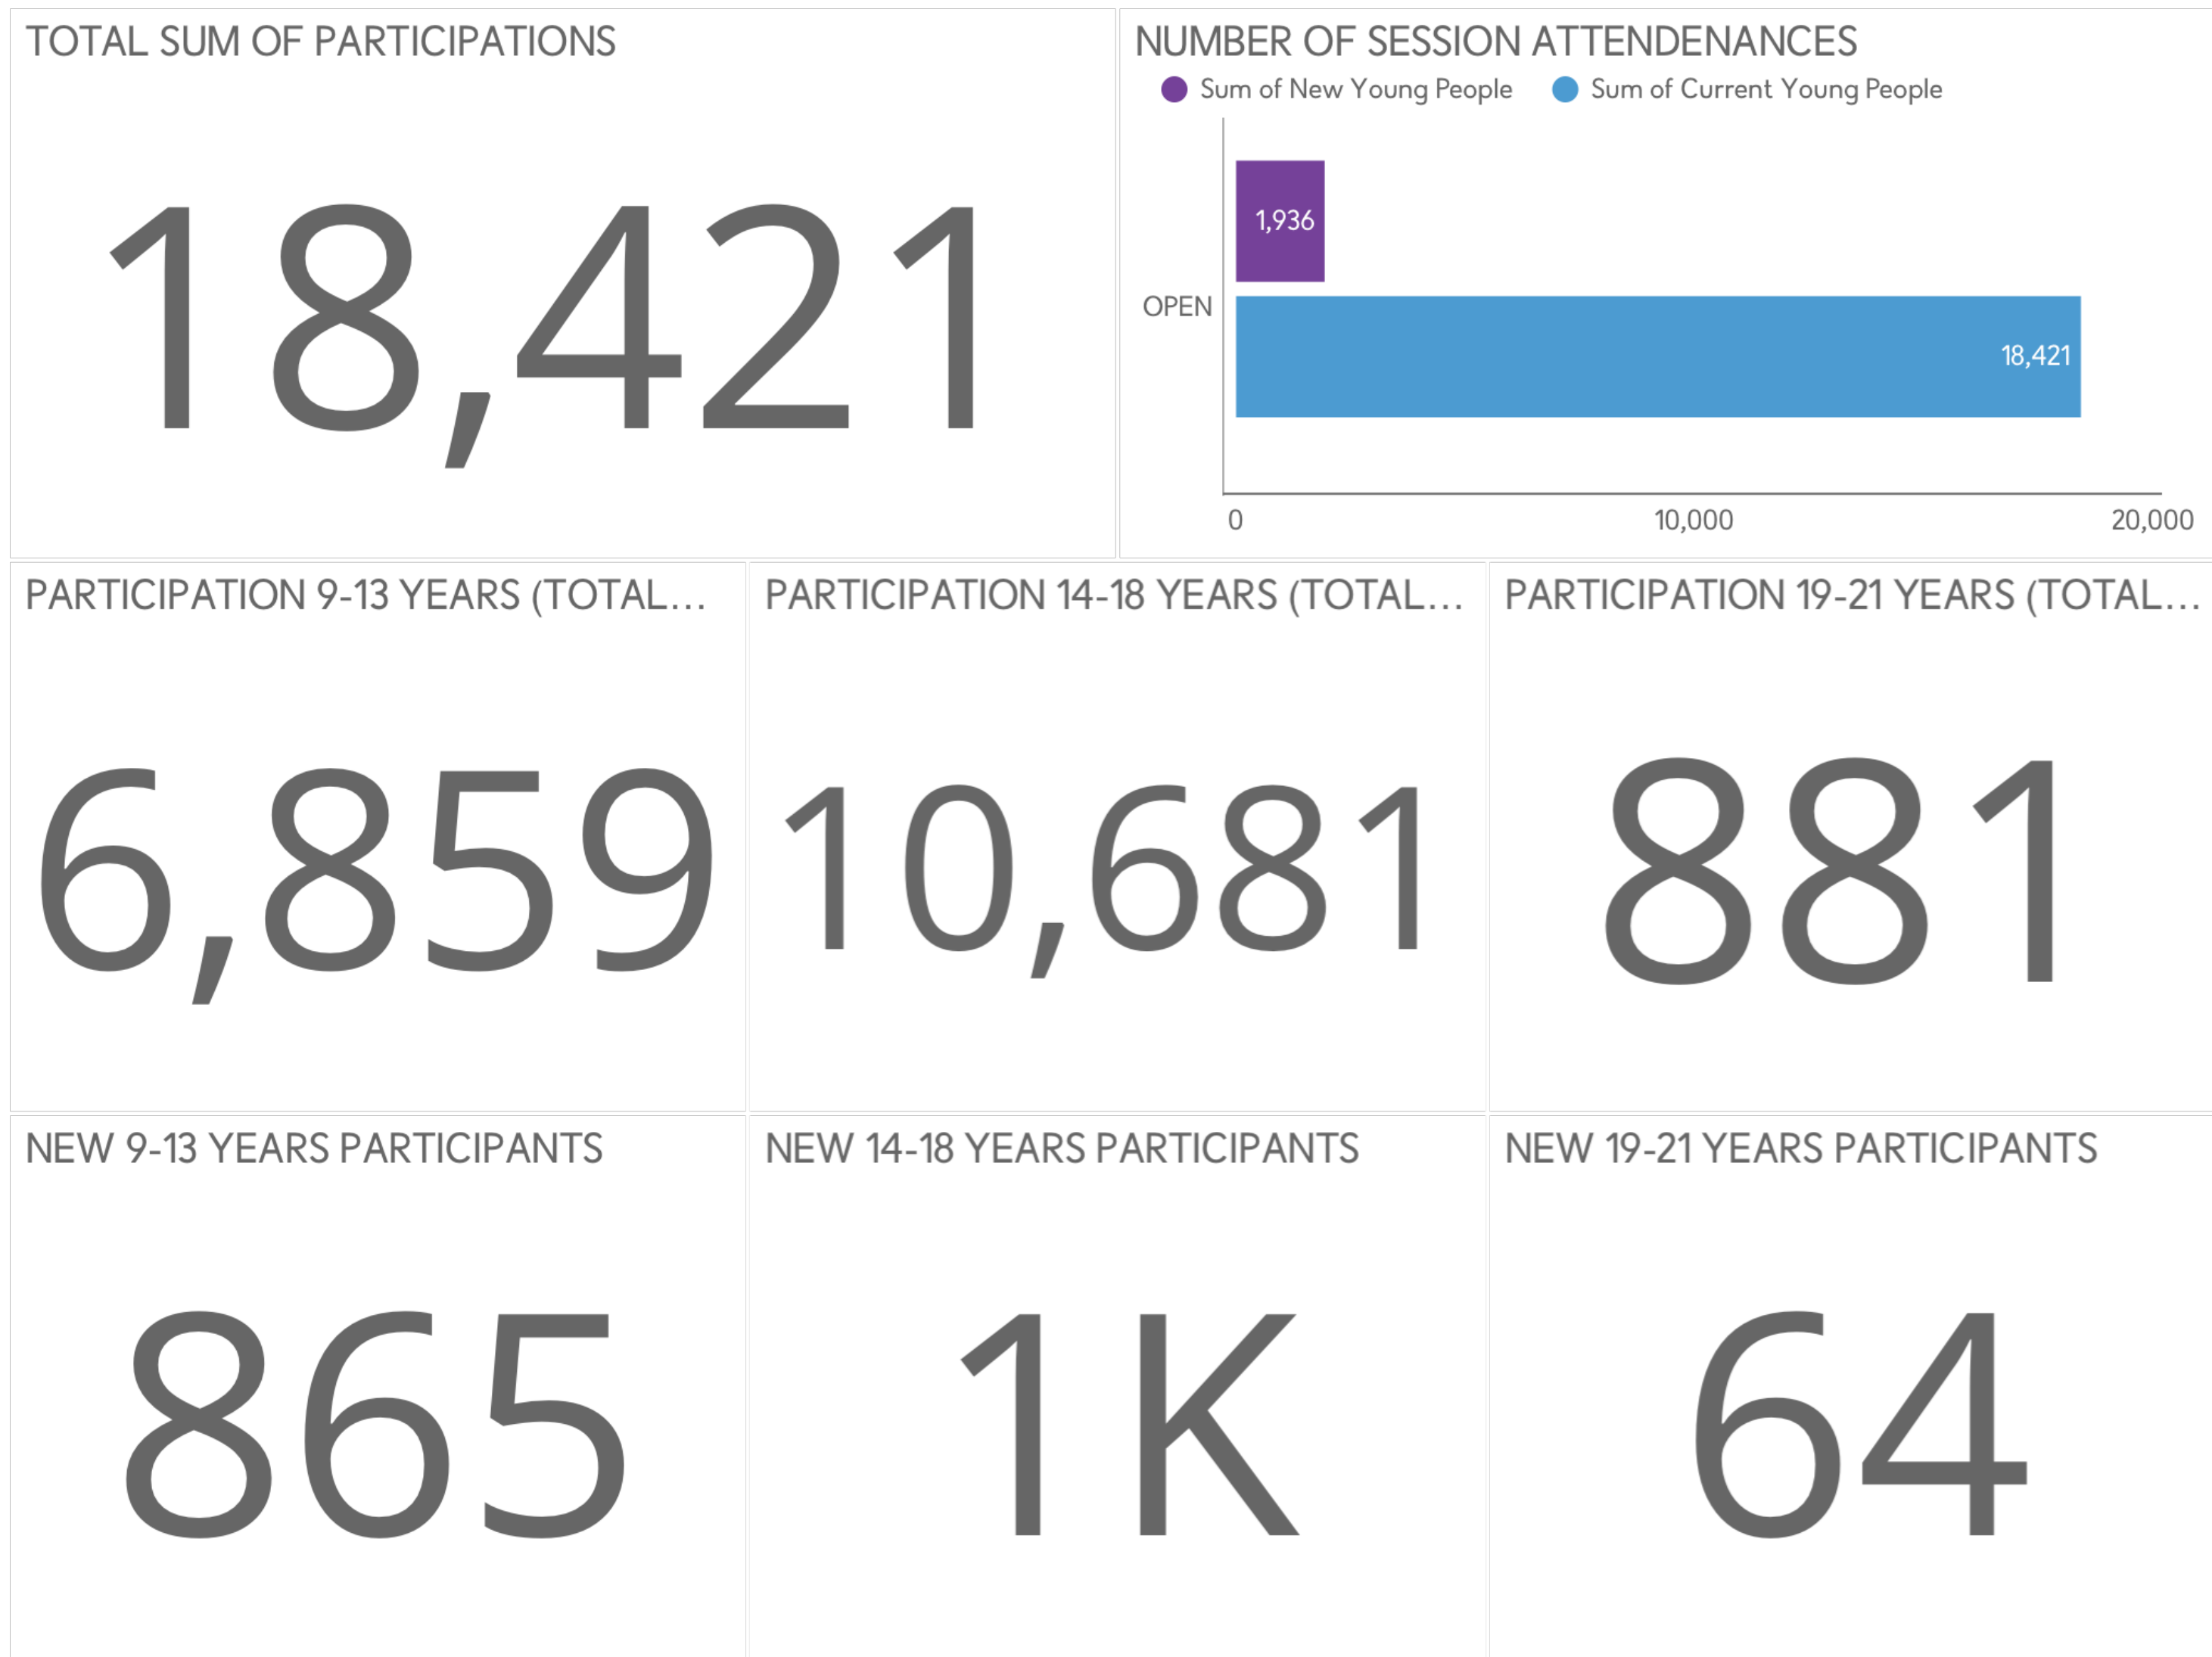 TOTAL SUM OF PARTICIPATIONS
18,421
NUMBER OF SESSION ATTENDENANCES
Sum of New Young People
Sum of Current Young People
1,936
OPEN
18,421
0
10,000
20,000
PARTICIPATION 9-13 YEARS (TOTAL...
6,859
PARTICIPATION 14-18 YEARS (TOTAL...
10,681
PARTICIPATION 19-21 YEARS (TOTAL...
881
NEW 9-13 YEARS PARTICIPANTS
865
NEW 14-18 YEARS PARTICIPANTS
1K
NEW 19-21 YEARS PARTICIPANTS
64